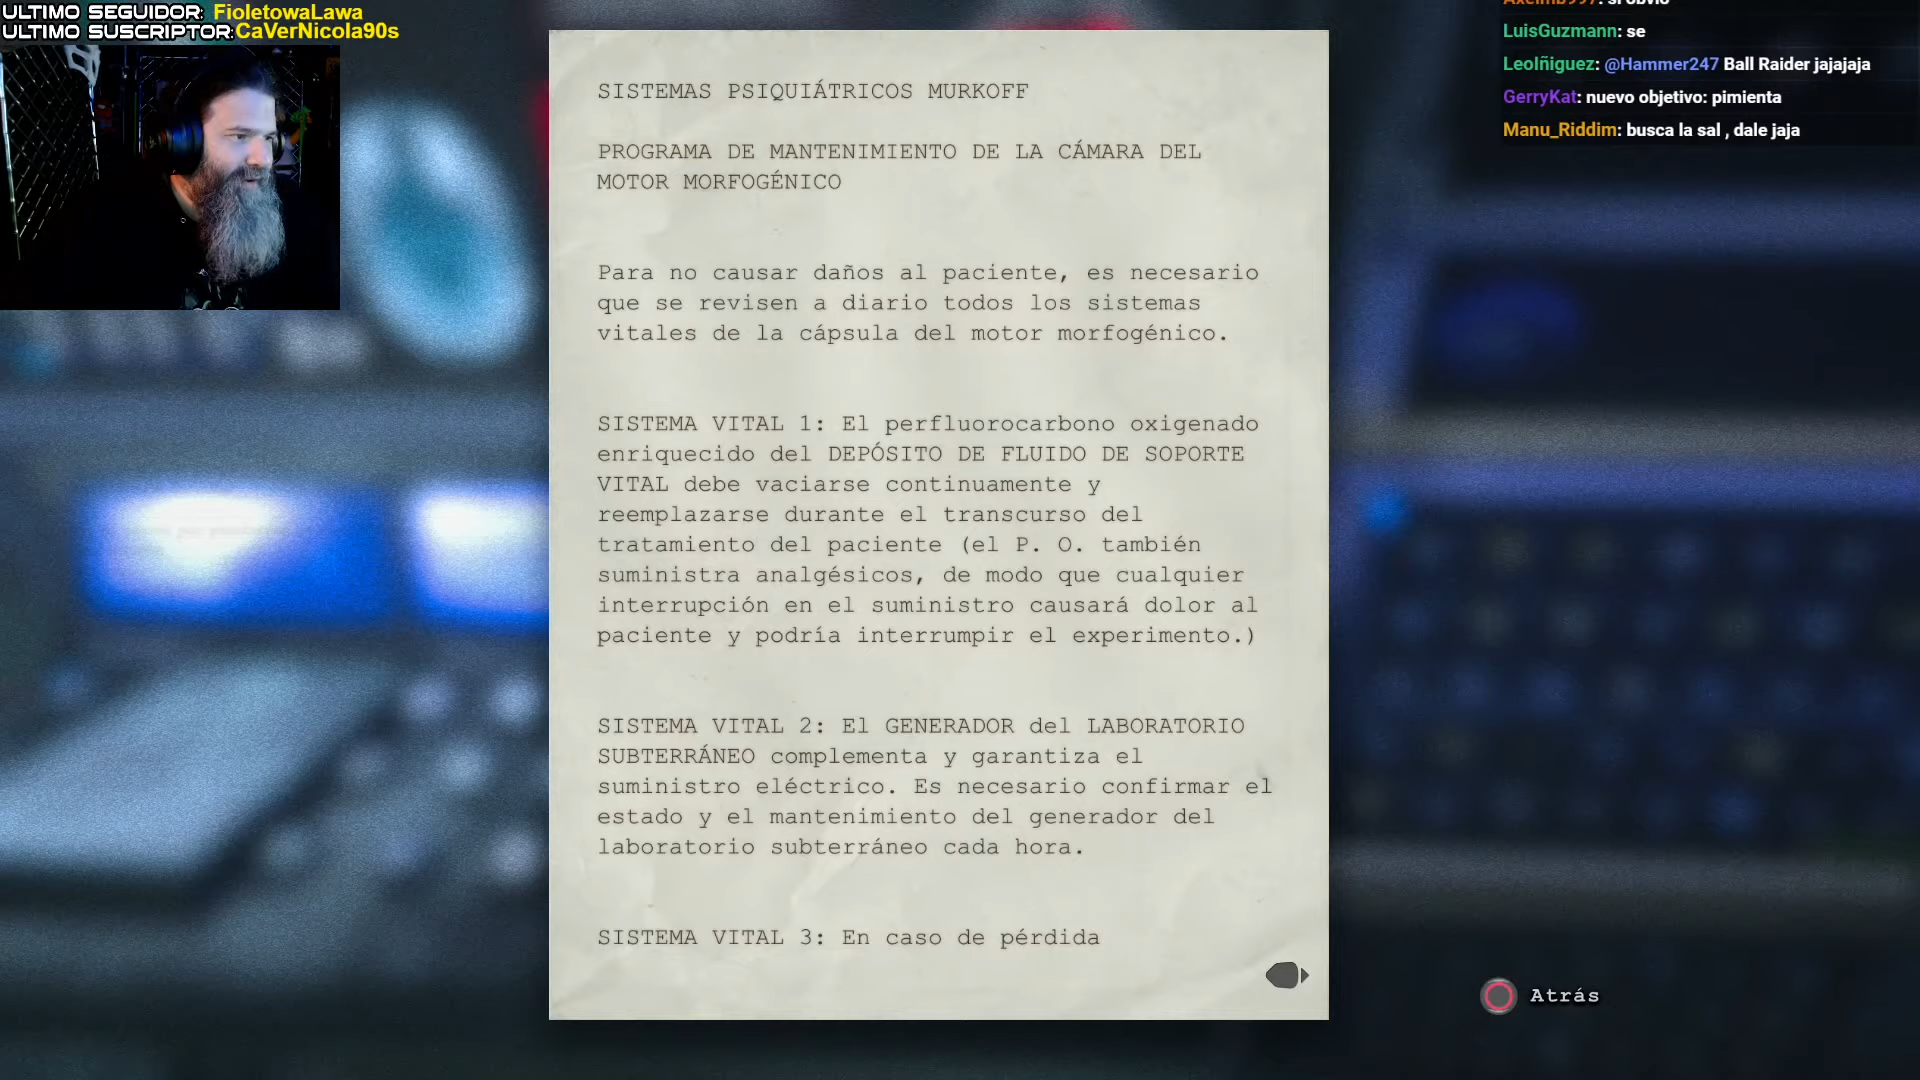 ULTIMO SEGUIDOR: FioletowaLawa
ULTIMO SUSCRIPTOR:CaVerNicola90s
SISTEMAS PSIQUIÁTRICOS MURKOFF
PROGRAMA DE MANTENIMIENTO DE LA CÁMARA DEL
MOTOR MORFOGÉNICO
Para no causar daños al paciente, es necesario
que se revisen a diario todos los sistemas
vitales de la cápsula del motor morfogénico.
SISTEMA VITAL 1: El perfluorocarbono oxigenado
enriquecido del DEPÓSITO DE FLUIDO DE SOPORTE
VITAL debe vaciarse continuamente y
reemplazarse durante el transcurso del
tratamiento del paciente (el P. O. también
suministra analgésicos, de modo que cualquier
interrupción en el suministro causará dolor al
paciente y podría interrumpir el experimento.)
SISTEMA VITAL 2: El GENERADOR del LABORATORIO
SUBTERRÁNEO complementa y garantiza el
suministro eléctrico. Es necesario confirmar el
estado y el mantenimiento del generador del
laboratorio subterráneo cada hora.
SISTEMA VITAL 3: En caso de pérdida
si obvio
LuisGuzmann: se
LeoIñiguez: @Hammer247 Ball Raider jajajaja
GerryKat: nuevo objetivo: pimienta
Manu_Riddim: busca la sal , dale jaja
Atrás